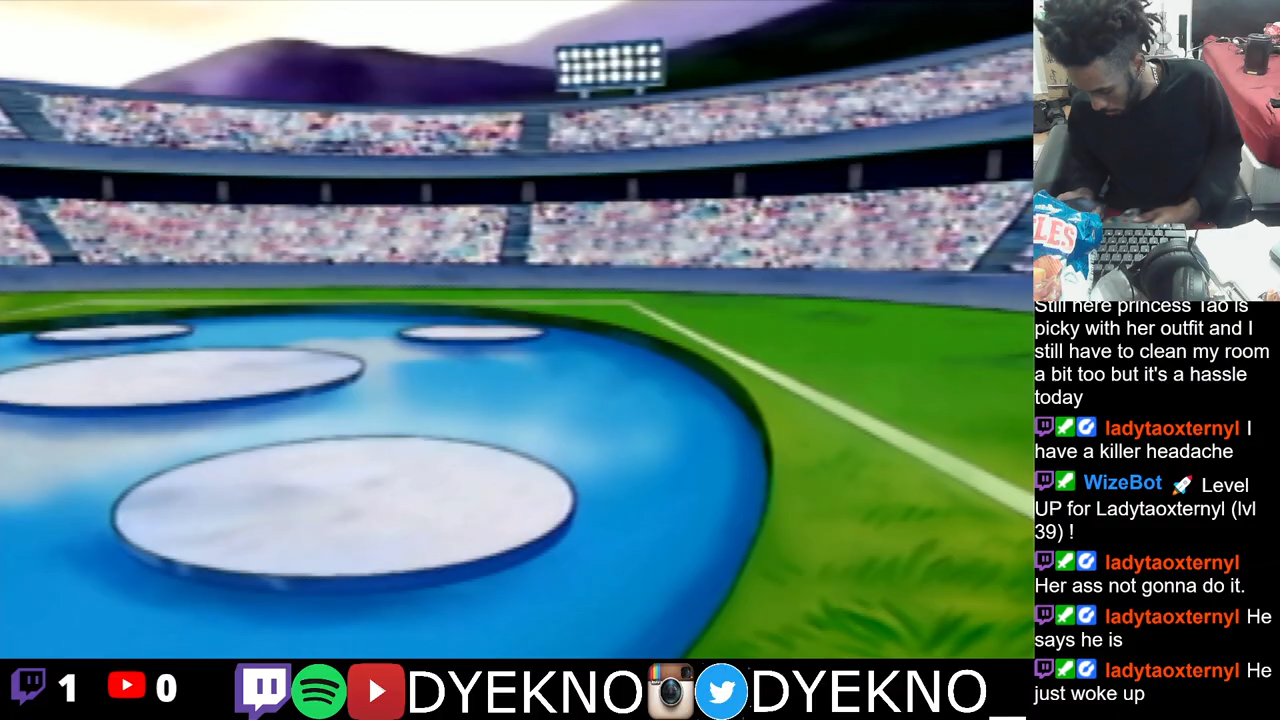 LES
Still here princess Tao is
picky with her outfit and I
still have to clean my room
a bit too but it's a hassle
today
ladytaoxternyl I
have a killer headache
WizeBot 🚀 Level
UP for Ladytaoxternyl (lvl
39) !
ladytaoxternyl
Her ass not gonna do it.
ladytaoxternyl He
says he is
ladytaoxternyl He
just woke up
1 0 DYEKNO DYEKNO_